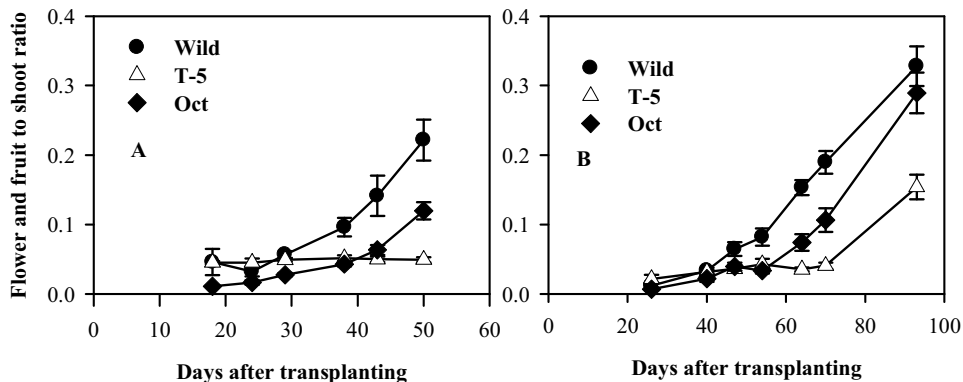 Flower and fruit to shoot ratio
0.4
0.3
0.2
0.1
0.0
Wild
T-5
Oct
A
0 10 20 30 40 50 60
Days after transplanting
0.4
0.3
0.2
0.1
0.0
Wild
T-5
Oct
B
0 20 40 60 80 100
Days after transplanting